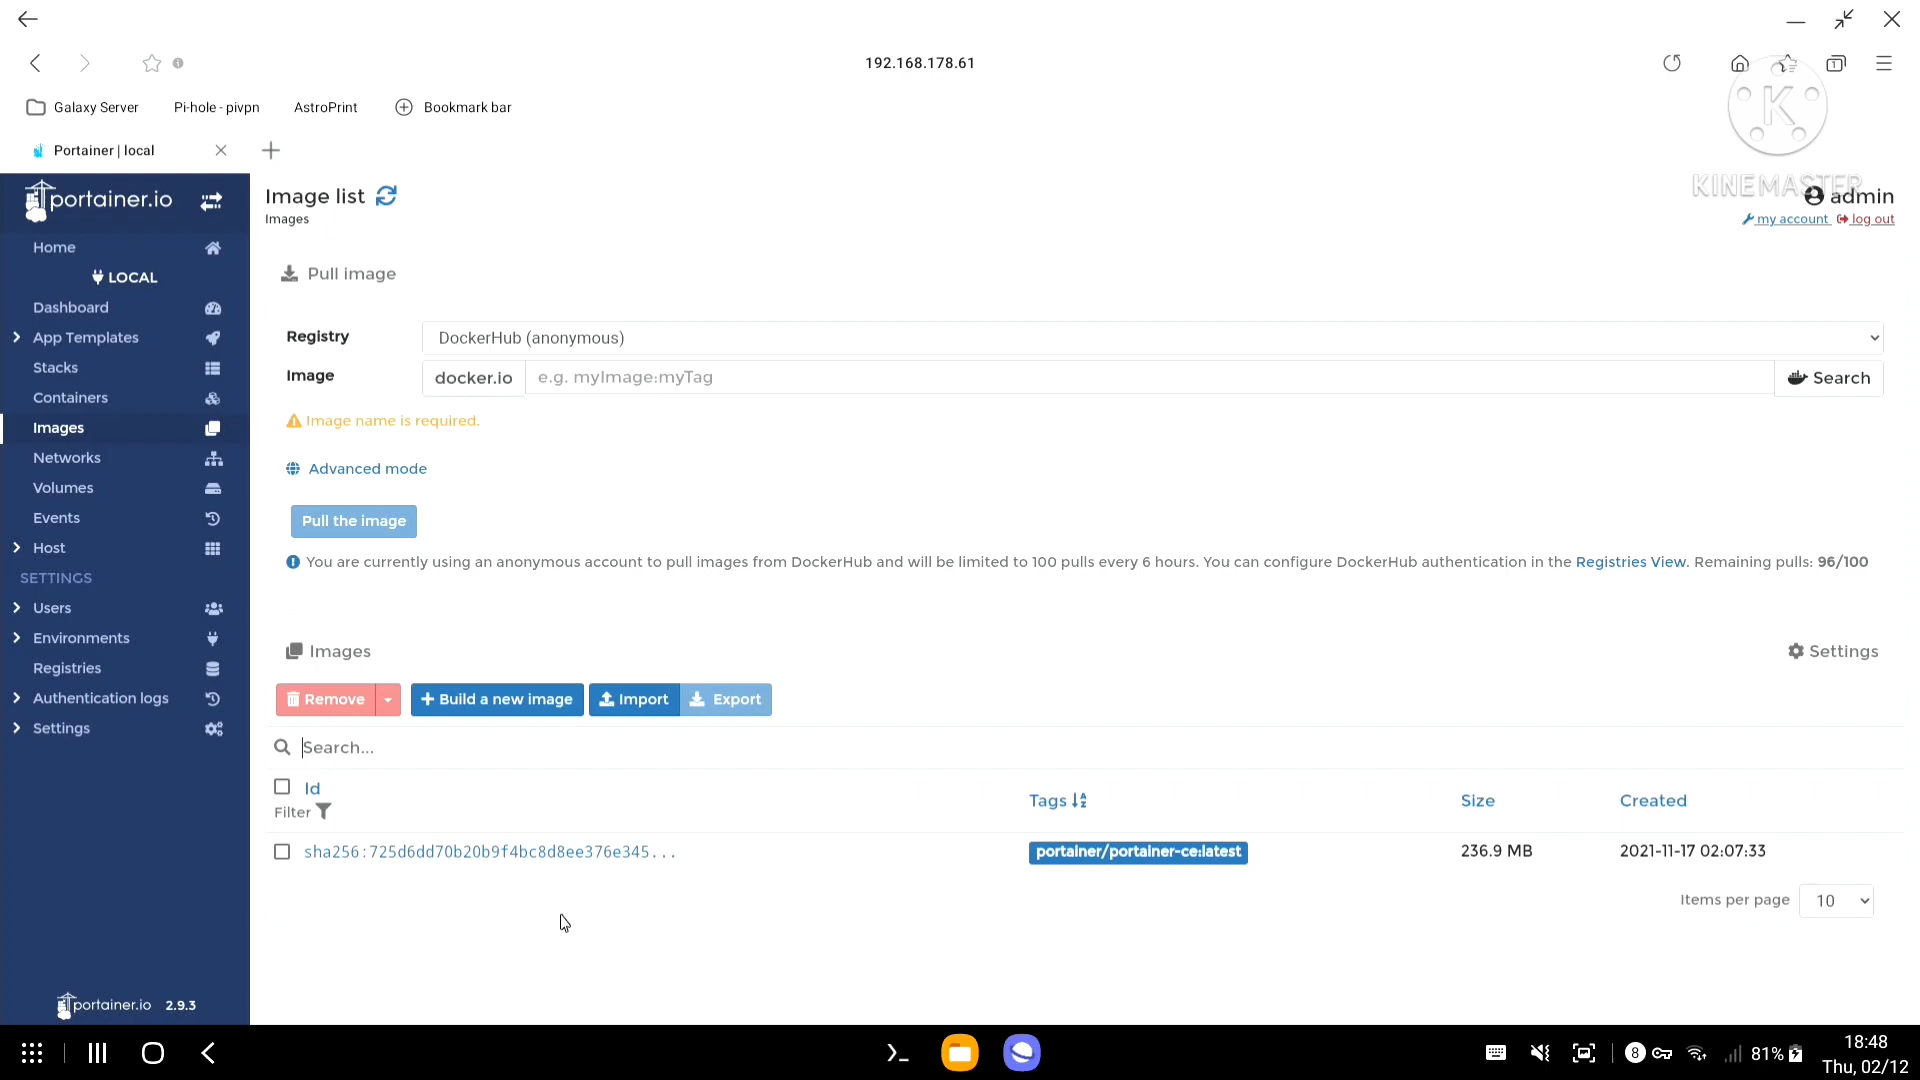 192.168.178.61
Galaxy Server
Pi-hole - pivpn
AstroPrint
Bookmark bar
Portainer | local
K
KINEMASTER
portainer.io
Image list
Images
admin
my account
log out
Home
LOCAL
Dashboard
App Templates
Stacks
Containers
Images
Networks
Volumes
Events
Host
SETTINGS
Users
Environments
Registries
Authentication logs
Settings
portainer.io 2.9.3
Pull image
Registry
DockerHub (anonymous)
Image
docker.io
e.g. myImage:myTag
Search
Image name is required.
Advanced mode
Pull the image
You are currently using an anonymous account to pull images from DockerHub and will be limited to 100 pulls every 6 hours. You can configure DockerHub authentication in the Registries View. Remaining pulls: 96/100
Images
Settings
Remove
Build a new image
Import
Export
Search...
Id
Filter
Tags
Size
Created
sha256:725d6dd70b20b9f4bc8d8ee376e345...
portainer/portainer-ce:latest
236.9 MB
2021-11-17 02:07:33
Items per page
10
1
8
81%
18:48
Thu, 02/12